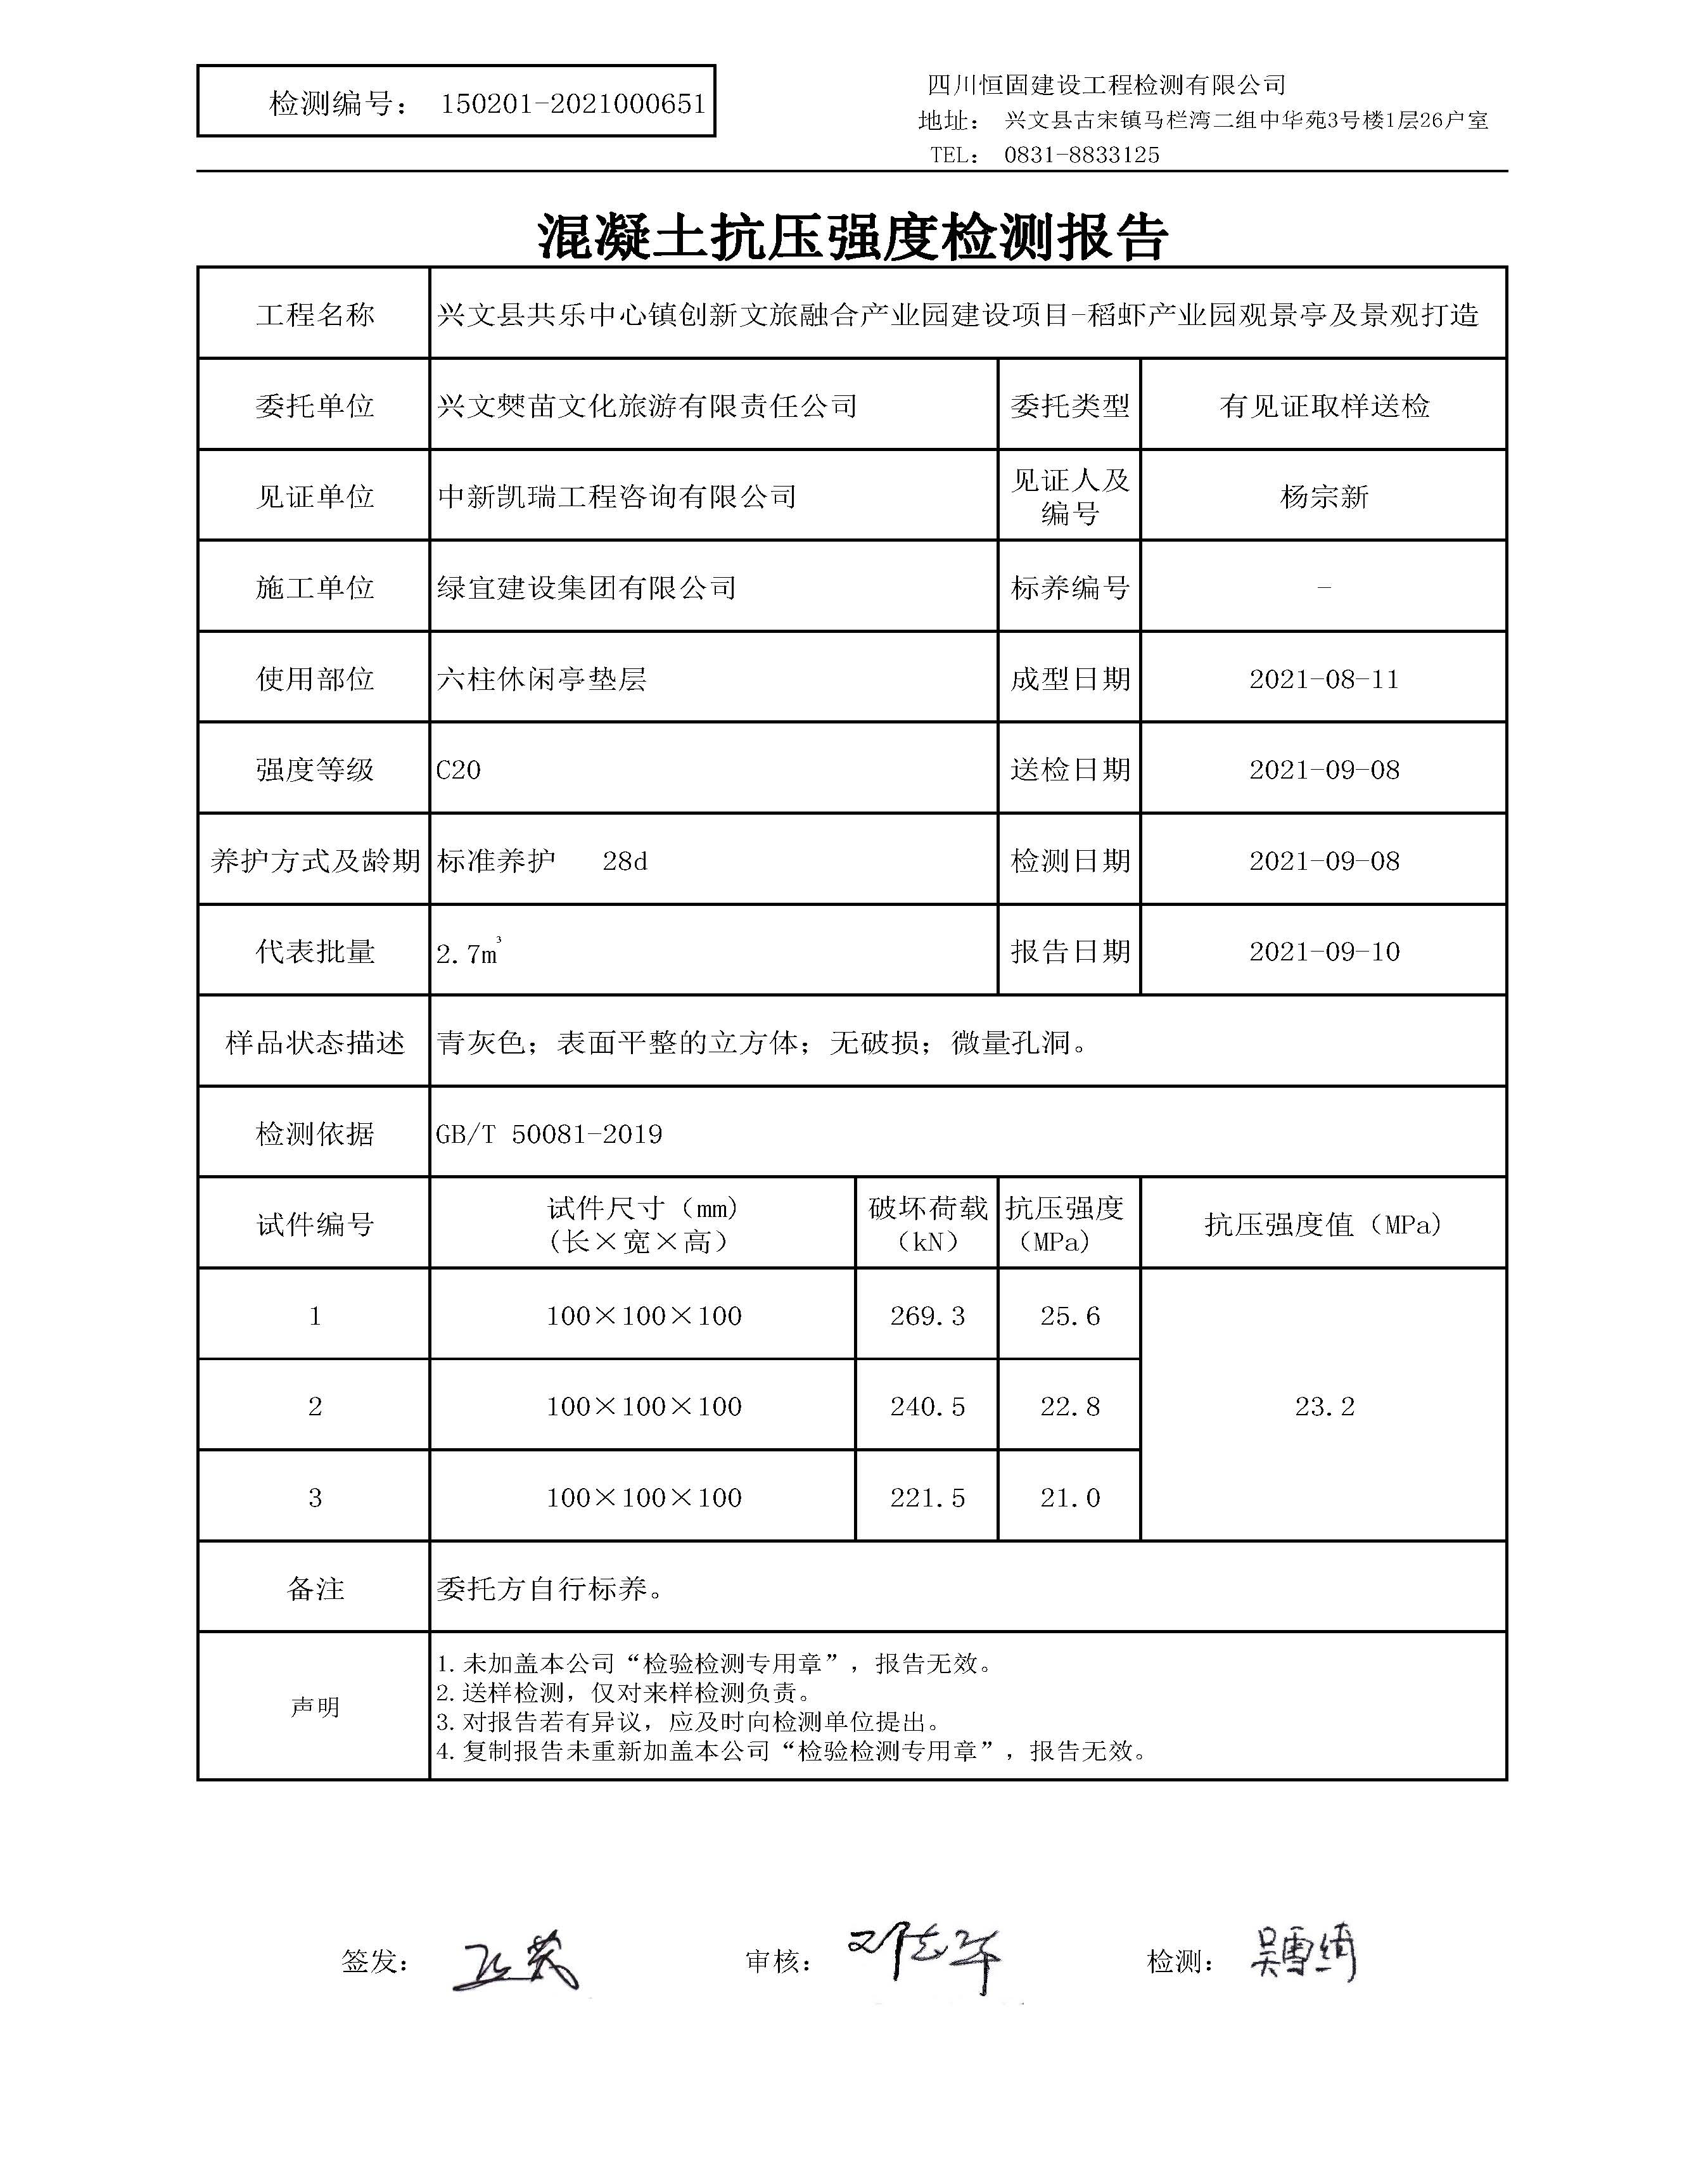 检测编号： 150201-2021000651
四川恒固建设工程检测有限公司
地址： 兴文县古宋镇马栏湾二组中华苑3号楼1层26户室
TEL： 0831-8833125
混凝土抗压强度检测报告
工程名称 兴文县共乐中心镇创新文旅融合产业园建设项目-稻虾产业园观景亭及景观打造
委托单位 兴文僰苗文化旅游有限责任公司 委托类型 有见证取样送检
见证单位 中新凯瑞工程咨询有限公司 见证人及编号 杨宗新
施工单位 绿宜建设集团有限公司 标养编号 -
使用部位 六柱休闲亭垫层 成型日期 2021-08-11
强度等级 C20 送检日期 2021-09-08
养护方式及龄期 标准养护 28d 检测日期 2021-09-08
代表批量 2.7m³ 报告日期 2021-09-10
样品状态描述 青灰色；表面平整的立方体；无破损；微量孔洞。
检测依据 GB/T 50081-2019
试件编号 试件尺寸（mm）（长×宽×高） 破坏荷载（kN） 抗压强度（MPa） 抗压强度值（MPa）
1 100×100×100 269.3 25.6
2 100×100×100 240.5 22.8 23.2
3 100×100×100 221.5 21.0
备注 委托方自行标养。
声明
1.未加盖本公司“检验检测专用章”，报告无效。
2.送样检测，仅对来样检测负责。
3.对报告若有异议，应及时向检测单位提出。
4.复制报告未重新加盖本公司“检验检测专用章”，报告无效。
签发： 审核： 检测： 吴雪绮